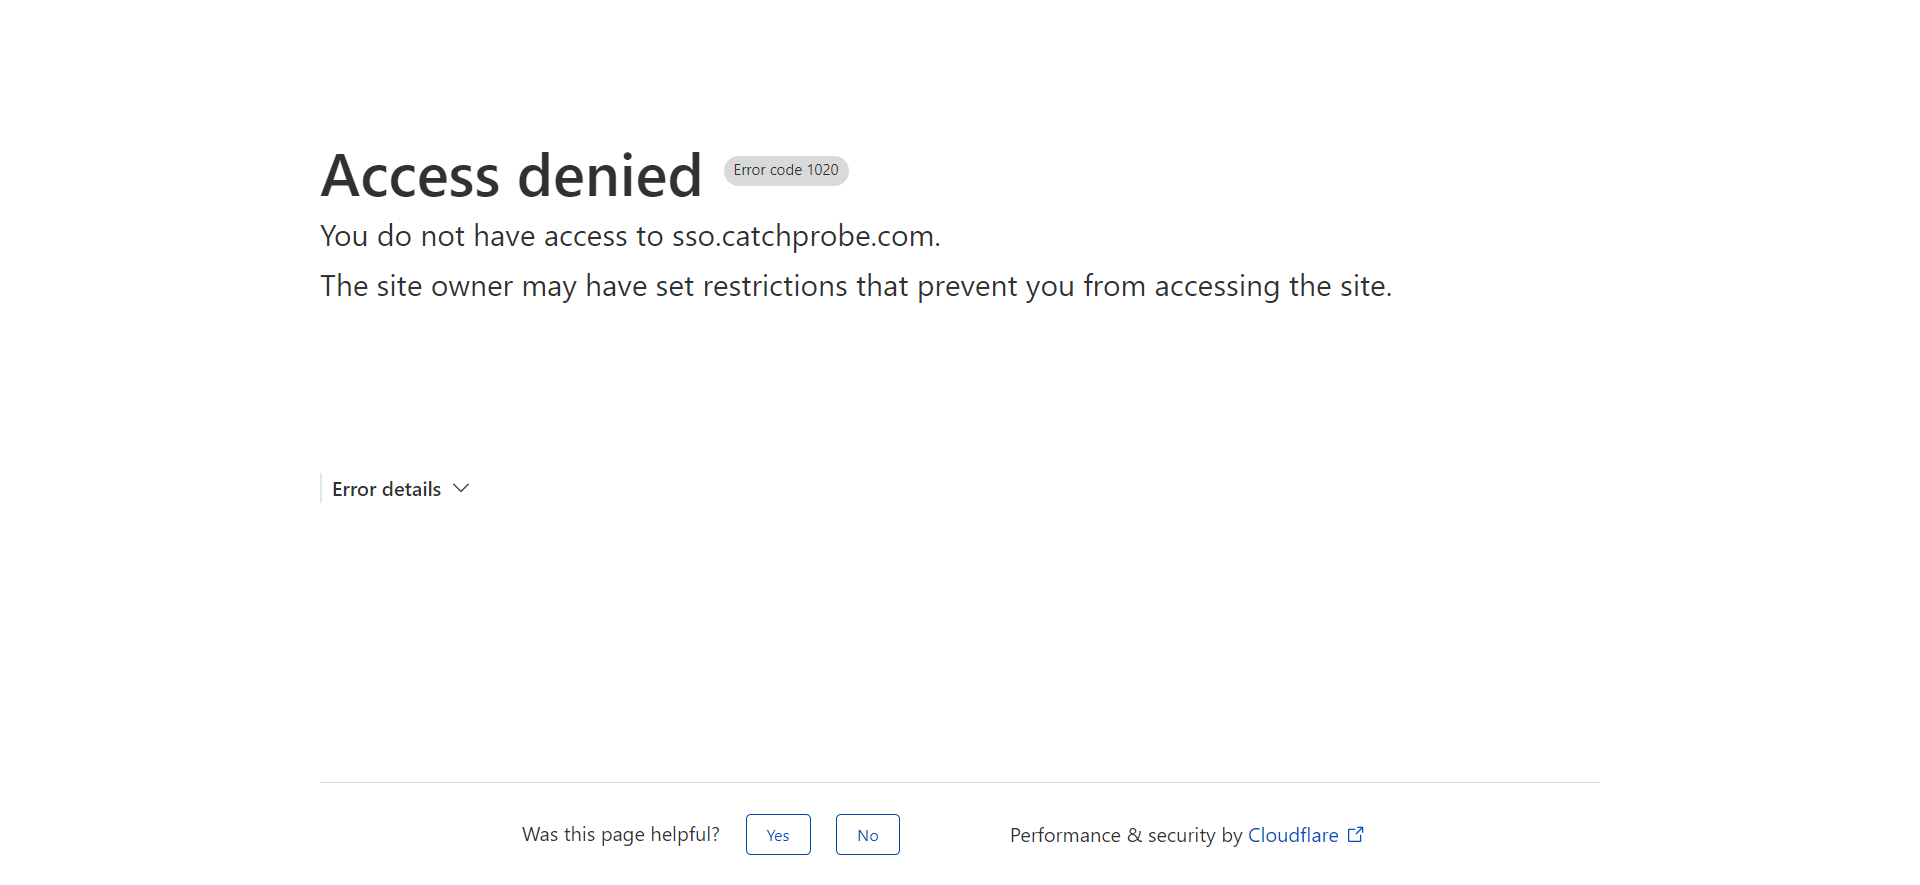 Access denied Error code 1020
You do not have access to sso.catchprobe.com.
The site owner may have set restrictions that prevent you from accessing the site.
Error details
Was this page helpful? Yes No Performance & security by Cloudflare